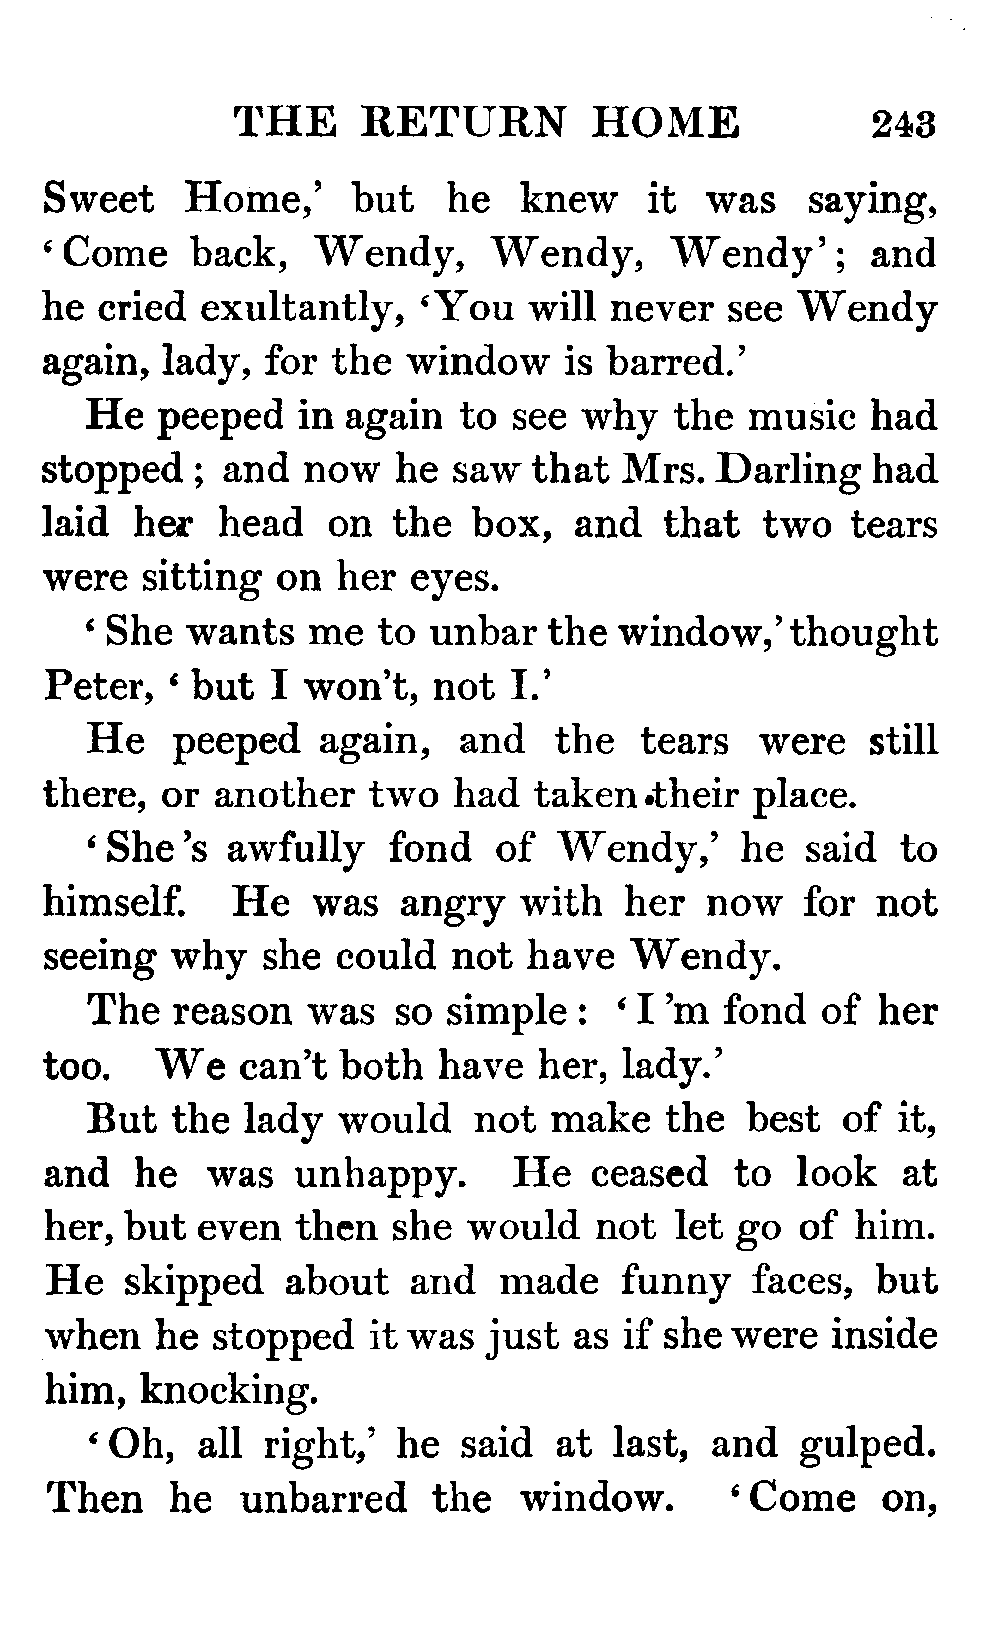 THE RETURN HOME 243
Sweet Home,' but he knew it was saying,
'Come back, Wendy, Wendy, Wendy'; and
he cried exultantly, 'You will never see Wendy
again, lady, for the window is barred.'
He peeped in again to see why the music had
stopped; and now he saw that Mrs. Darling had
laid her head on the box, and that two tears
were sitting on her eyes.
'She wants me to unbar the window,' thought
Peter, 'but I won't, not I.'
He peeped again, and the tears were still
there, or another two had taken their place.
'She's awfully fond of Wendy,' he said to
himself. He was angry with her now for not
seeing why she could not have Wendy.
The reason was so simple: 'I'm fond of her
too. We can't both have her, lady.'
But the lady would not make the best of it,
and he was unhappy. He ceased to look at
her, but even then she would not let go of him.
He skipped about and made funny faces, but
when he stopped it was just as if she were inside
him, knocking.
'Oh, all right,' he said at last, and gulped.
Then he unbarred the window. 'Come on,